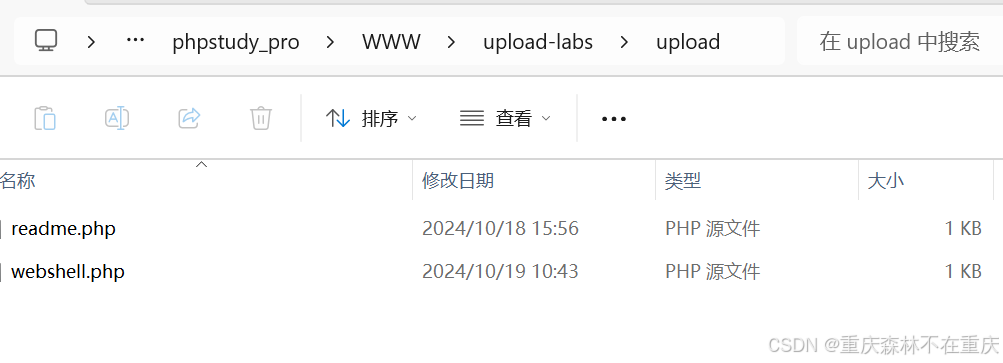 ··· phpstudy_pro WWW upload-labs upload 在 upload 中搜索
排序 查看 ···
名称 修改日期 类型 大小
readme.php 2024/10/18 15:56 PHP 源文件 1 KB
webshell.php 2024/10/19 10:43 PHP 源文件 1 KB
CSDN @重庆森林不在重庆